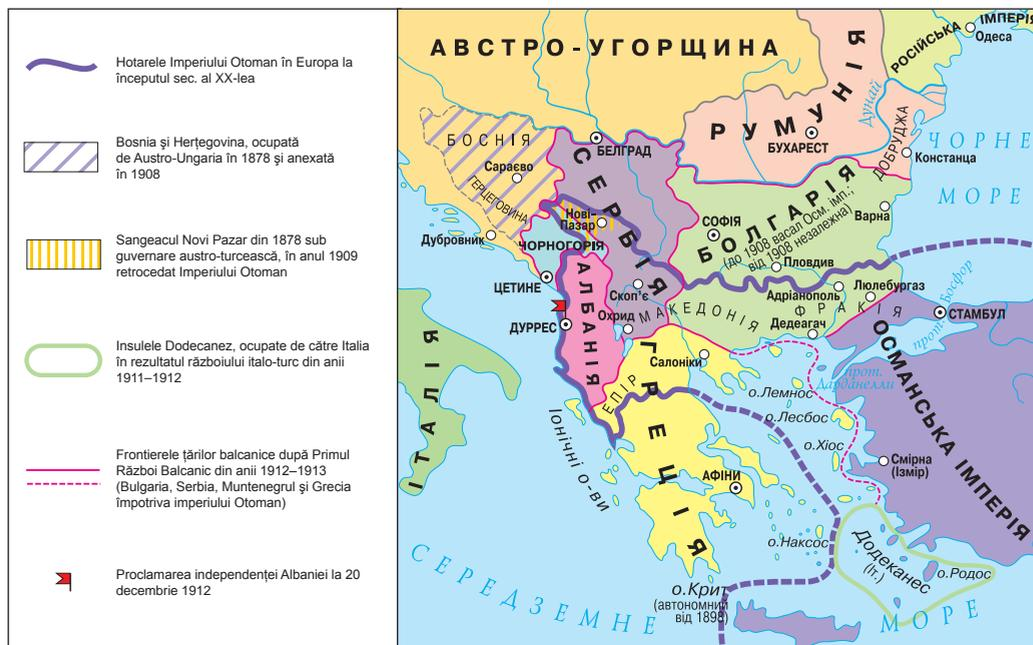 Hotarele Imperiului Otoman în Europa la
începutul sec. al XX-lea
Bosnia şi Herţegovina, ocupată
de Austro-Ungaria în 1878 şi anexată
în 1908
Sangeacul Novi Pazar din 1878 sub
guvernare austro-turcească, în anul 1909
retrocedat Imperiului Otoman
Insulele Dodecanez, ocupate de către Italia
în rezultatul războiului italo-turc din anii
1911–1912
Frontierele ţărilor balcanice după Primul
Război Balcanic din anii 1912–1913
(Bulgaria, Serbia, Muntenegrul şi Grecia
împotriva imperiului Otoman)
Proclamarea independenţei Albaniei la 20
decembrie 1912
АВСТРО-УГОРЩИНА
РОСІЙСЬКА ІМПЕРІЯ
Одеса
РУМУНІЯ
БУХАРЕСТ
Дунай
ДОБРУДЖА
Констанца
ЧОРНЕ
МОРЕ
БОСНІЯ
Сараєво
ГЕРЦЕГОВИНА
БЕЛГРАД
СЕРБІЯ
Нові-
Пазар
Дубровник
ЧОРНОГОРІЯ
ЦЕТИНЕ
СОФІЯ
БОЛГАРІЯ
(до 1908 васал Осм. імп.;
від 1908 незалежна)
Варна
Пловдив
Скоп'є
АЛБАНІЯ
ДУРРЕС
Охрид
МАКЕДОНІЯ
Адріанополь
Люлебургаз
ФРАКІЯ
Дедеагач
прот. Босфор
СТАМБУЛ
ОСМАНСЬКА ІМПЕРІЯ
прот.
Дарданелли
Салоніки
ЕПІР
ГРЕЦІЯ
ІТАЛІЯ
Іонічні о-ви
о.Лемнос
о.Лесбос
о.Хіос
Смірна
(Ізмір)
АФІНИ
о.Наксос
Додеканес
(Іт.)
о.Родос
о.Крит
(автономний
від 1898)
СЕРЕДЗЕМНЕ
МОРЕ